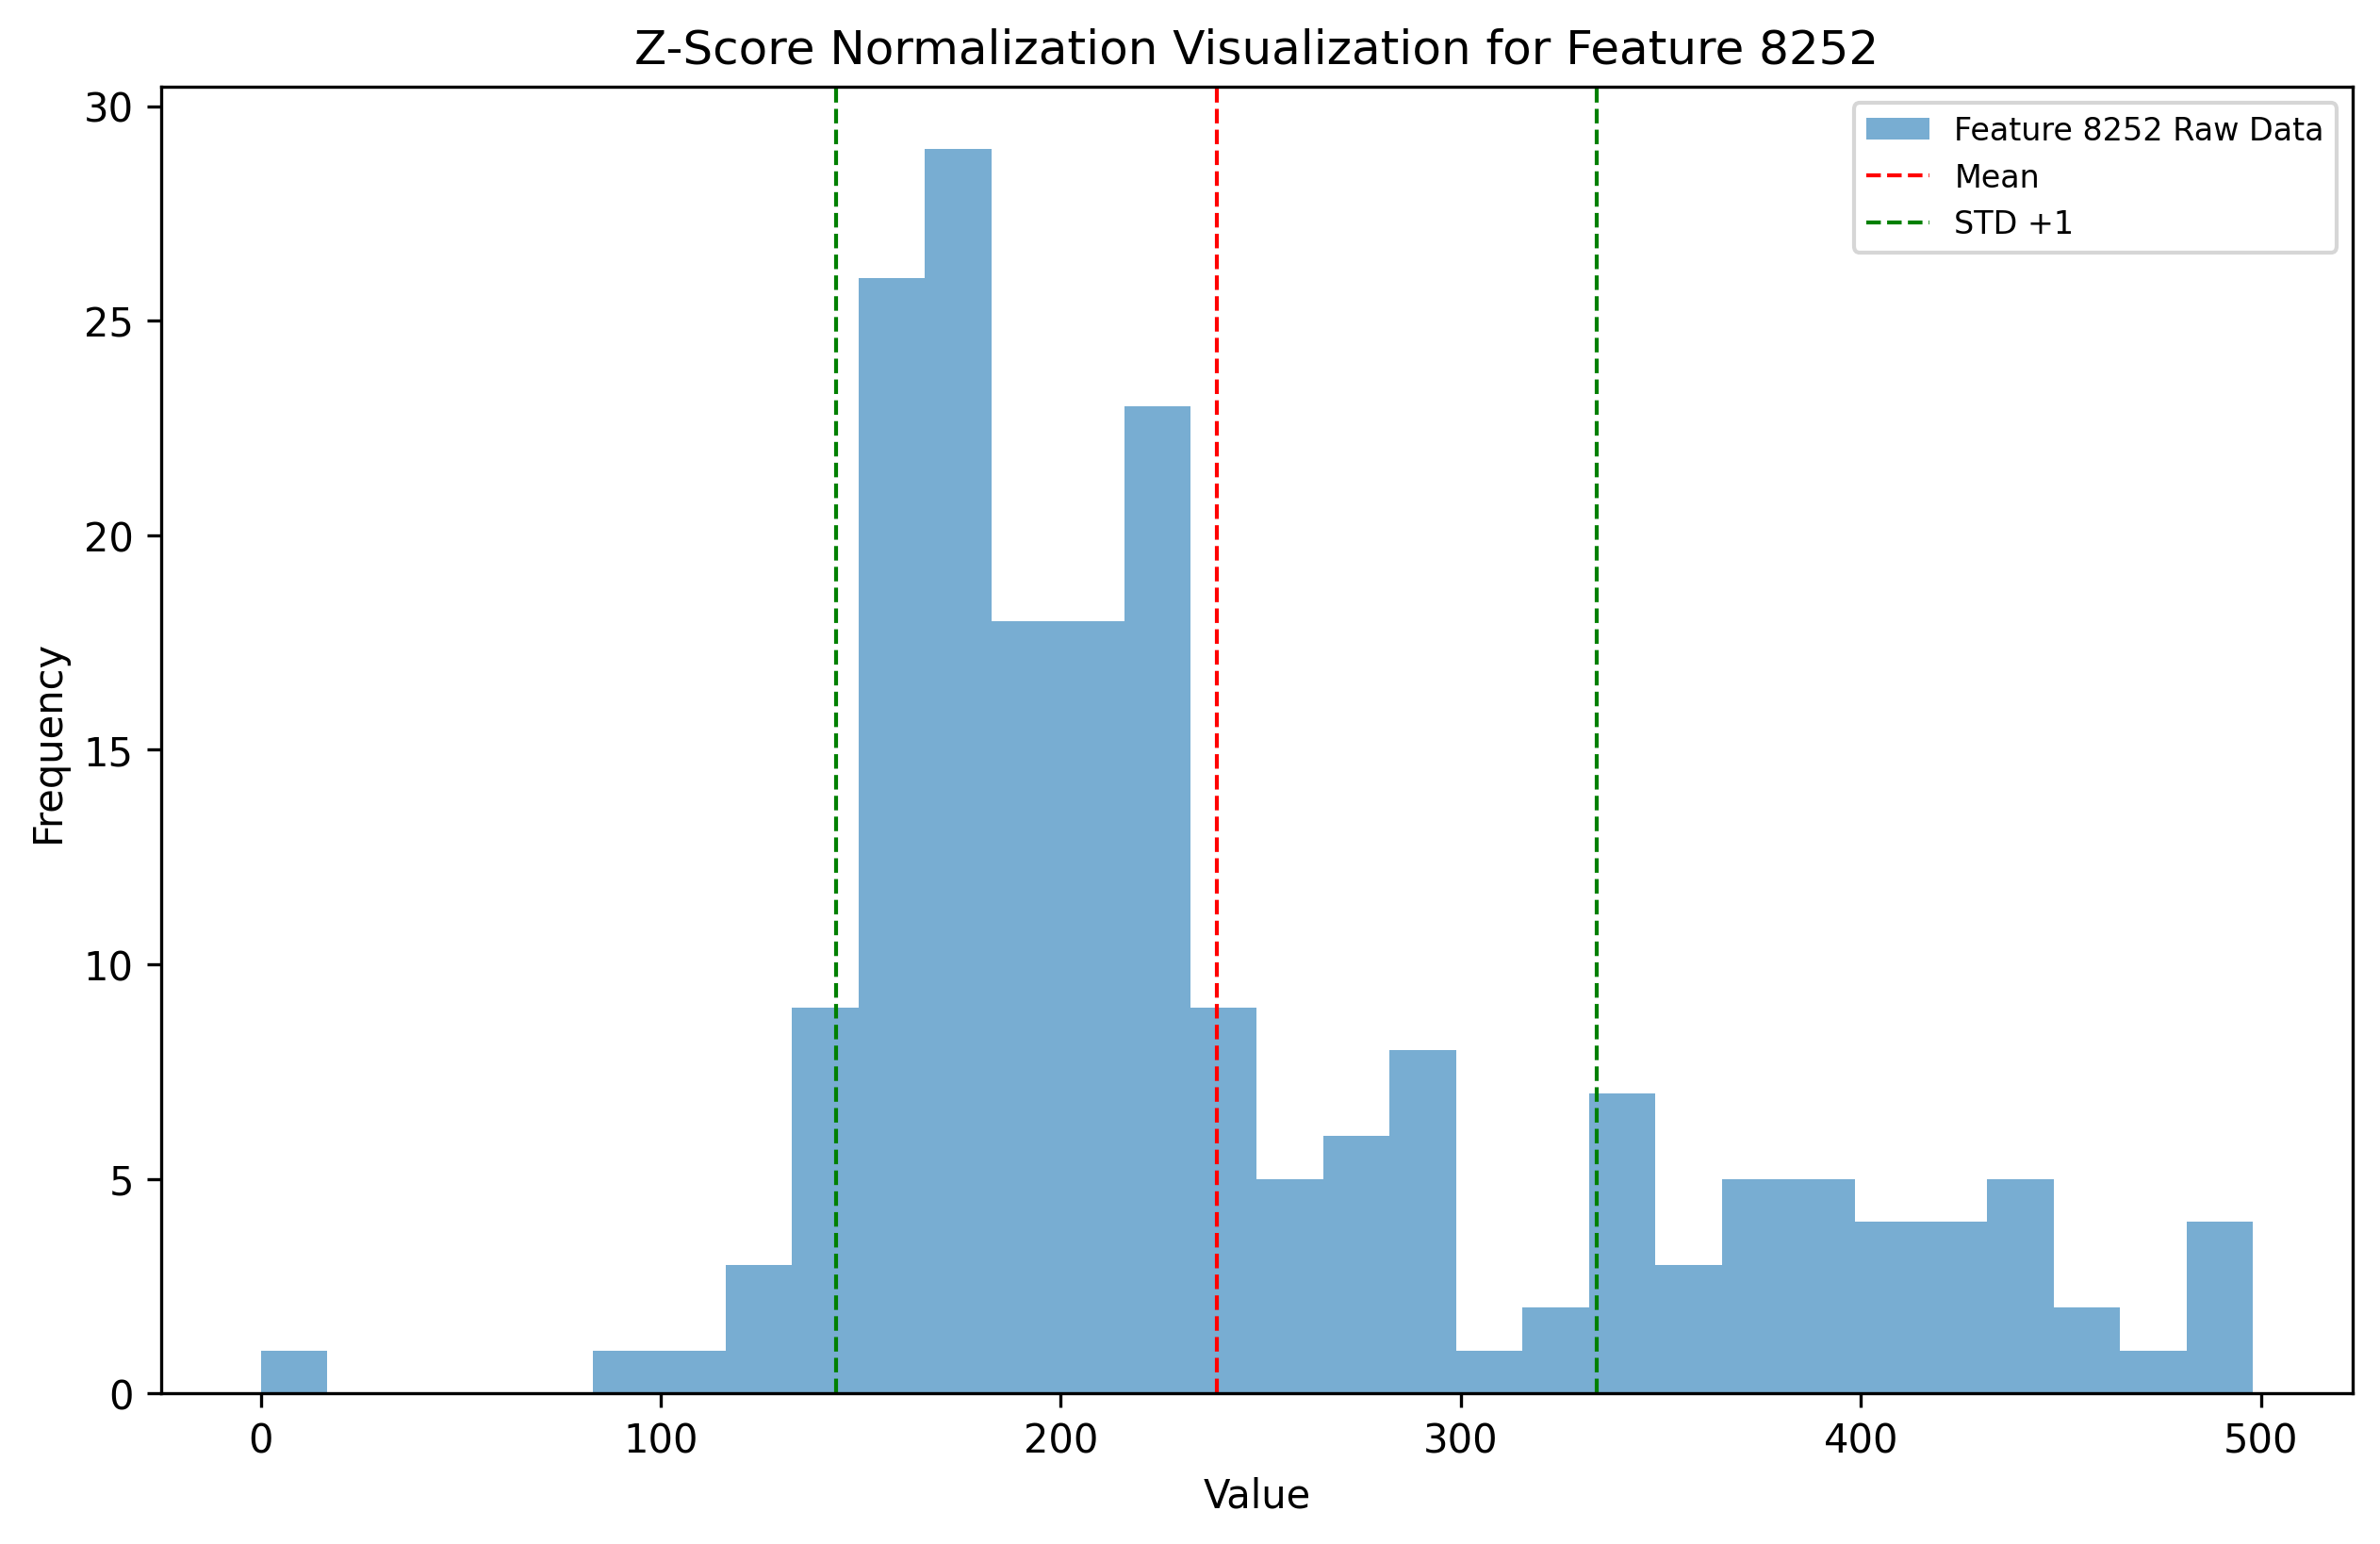 Z-Score Normalization Visualization for Feature 8252
Feature 8252 Raw Data
Mean
STD +1
30
25
20
15
10
5
0
Frequency
0 100 200 300 400 500
Value